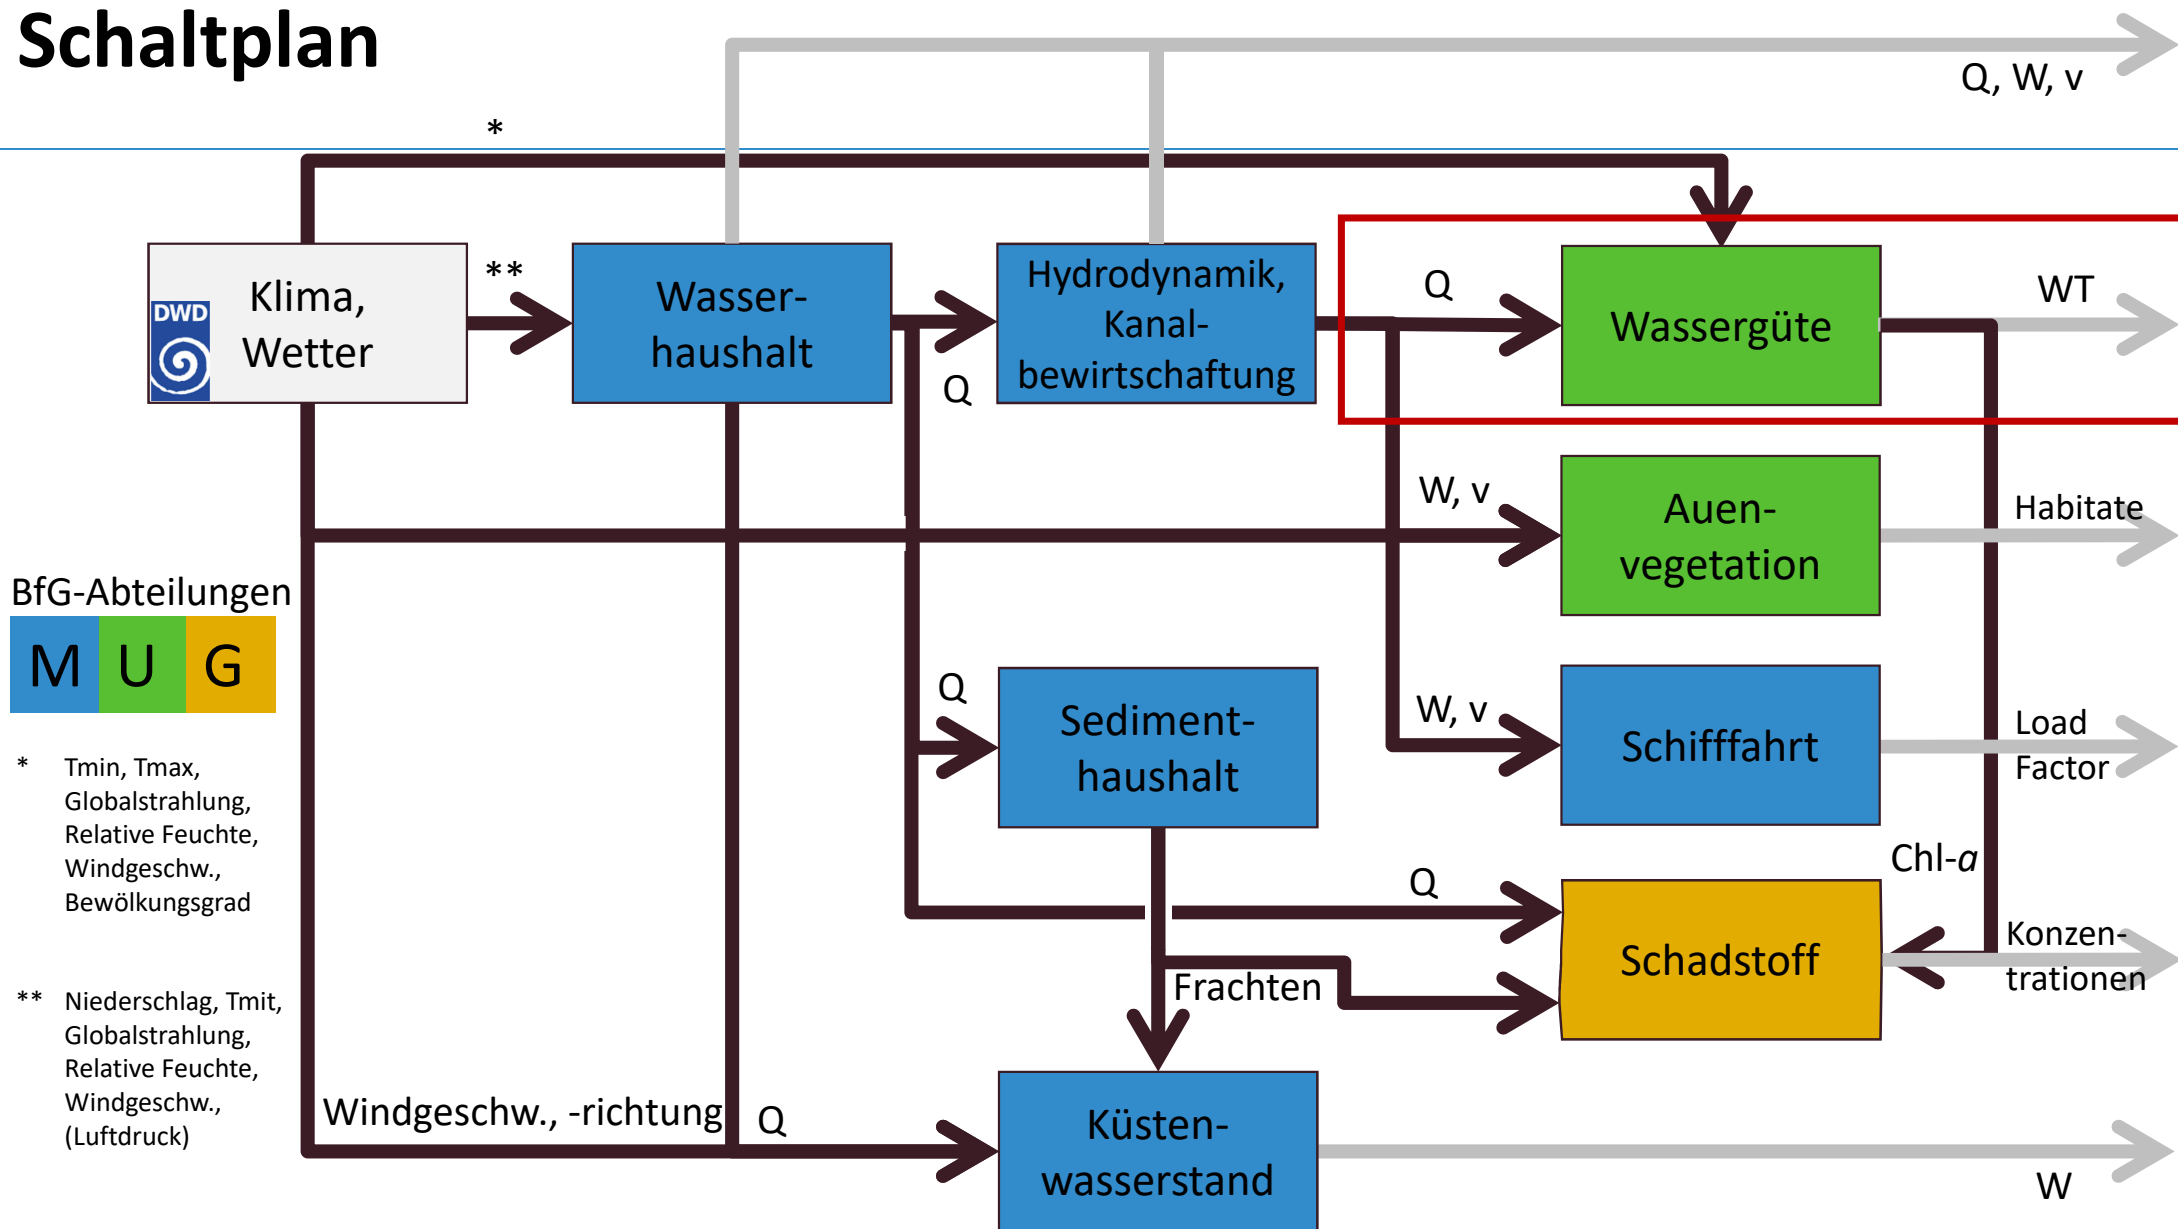 Schaltplan
Q, W, v
*
Klima,
Wetter
DWD
**
Wasser-
haushalt
Q
Hydrodynamik,
Kanal-
bewirtschaftung
Q
Wassergüte
WT
W, v
Auen-
vegetation
Habitate
BfG-Abteilungen
M U G
Q
Sediment-
haushalt
W, v
Schifffahrt
Load
Factor
* Tmin, Tmax,
Globalstrahlung,
Relative Feuchte,
Windgeschw.,
Bewölkungsgrad
Q
Chl-a
Schadstoff
Konzen-
trationen
Frachten
** Niederschlag, Tmit,
Globalstrahlung,
Relative Feuchte,
Windgeschw.,
(Luftdruck)
Windgeschw., -richtung
Q
Küsten-
wasserstand
W